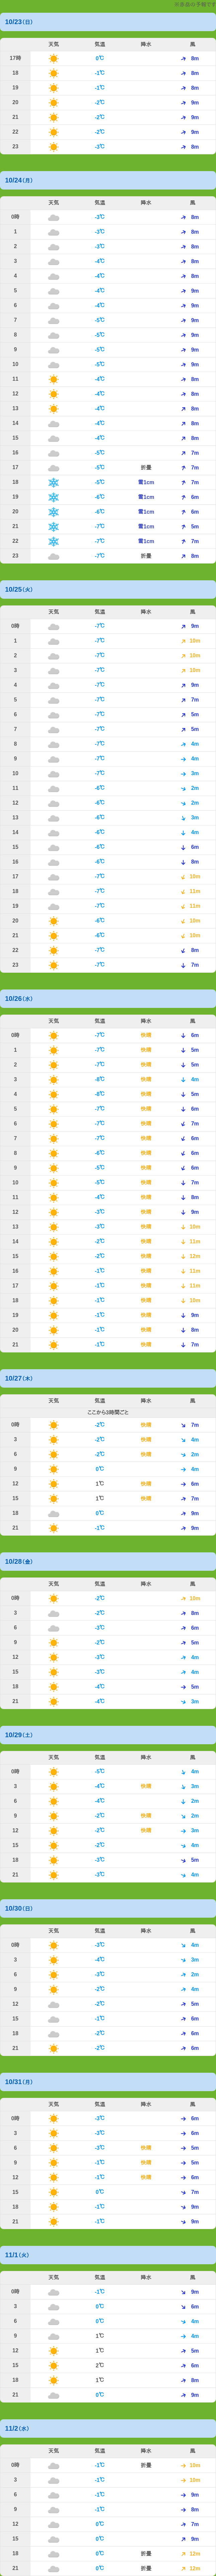 ※実装の予報です
10/23(日)
天気 気温 降水 風
17時 0℃ 8m
18 -1℃ 8m
19 -1℃ 8m
20 -2℃ 9m
21 -2℃ 9m
22 -2℃ 9m
23 -3℃ 8m
10/24(月)
天気 気温 降水 風
0時 -3℃ 8m
1 -3℃ 8m
2 -3℃ 8m
3 -4℃ 8m
4 -4℃ 8m
5 -4℃ 9m
6 -4℃ 9m
7 -5℃ 9m
8 -5℃ 9m
9 -5℃ 9m
10 -5℃ 9m
11 -4℃ 8m
12 -4℃ 8m
13 -4℃ 8m
14 -4℃ 8m
15 -4℃ 8m
16 -5℃ 7m
17 -5℃ 7m
18 -5℃ 雪1cm 7m
19 -6℃ 雪1cm 6m
20 -6℃ 雪1cm 6m
21 -7℃ 雪1cm 5m
22 -7℃ 雪1cm 7m
23 -7℃ 8m
10/25(火)
天気 気温 降水 風
0時 -7℃ 9m
1 -7℃ 10m
2 -7℃ 10m
3 -7℃ 10m
4 -7℃ 9m
5 -7℃ 7m
6 -7℃ 5m
7 -7℃ 5m
8 -7℃ 4m
9 -7℃ 4m
10 -7℃ 3m
11 -6℃ 2m
12 -6℃ 2m
13 -6℃ 3m
14 -6℃ 4m
15 -6℃ 6m
16 -6℃ 8m
17 -7℃ 10m
18 -7℃ 11m
19 -7℃ 11m
20 -6℃ 10m
21 -6℃ 10m
22 -7℃ 8m
23 -7℃ 7m
10/26(水)
天気 気温 降水 風
0時 -7℃ 快晴 6m
1 -7℃ 快晴 5m
2 -7℃ 快晴 5m
3 -8℃ 快晴 4m
4 -8℃ 快晴 5m
5 -7℃ 快晴 6m
6 -7℃ 快晴 7m
7 -7℃ 快晴 6m
8 -6℃ 快晴 6m
9 -5℃ 快晴 6m
10 -5℃ 快晴 7m
11 -4℃ 快晴 8m
12 -3℃ 快晴 9m
13 -3℃ 快晴 10m
14 -2℃ 快晴 11m
15 -2℃ 快晴 12m
16 -1℃ 快晴 11m
17 -1℃ 快晴 11m
18 -1℃ 快晴 10m
19 -1℃ 快晴 9m
20 -1℃ 快晴 8m
21 -1℃ 快晴 7m
10/27(木)
天気 気温 降水 風
ここから3時間ごと
0時 -2℃ 快晴 7m
3 -2℃ 快晴 4m
6 -2℃ 快晴 2m
9 0℃ 4m
12 1℃ 快晴 6m
15 1℃ 快晴 7m
18 0℃ 9m
21 -1℃ 9m
10/28(金)
天気 気温 降水 風
0時 -2℃ 10m
3 -2℃ 8m
6 -3℃ 6m
9 -2℃ 5m
12 -3℃ 4m
15 -3℃ 4m
18 -4℃ 5m
21 -4℃ 3m
10/29(土)
天気 気温 降水 風
0時 -5℃ 4m
3 -4℃ 快晴 3m
6 -4℃ 2m
9 -2℃ 快晴 2m
12 -2℃ 快晴 3m
15 -2℃ 4m
18 -3℃ 5m
21 -3℃ 4m
10/30(日)
天気 気温 降水 風
0時 -3℃ 4m
3 -4℃ 3m
6 -3℃ 2m
9 -2℃ 4m
12 -2℃ 5m
15 -1℃ 6m
18 -2℃ 6m
21 -2℃ 6m
10/31(月)
天気 気温 降水 風
0時 -3℃ 6m
3 -3℃ 6m
6 -3℃ 快晴 5m
9 -1℃ 快晴 5m
12 -1℃ 快晴 6m
15 0℃ 7m
18 -1℃ 9m
21 -1℃ 9m
11/1(火)
天気 気温 降水 風
0時 -1℃ 9m
3 0℃ 6m
6 0℃ 4m
9 1℃ 4m
12 1℃ 5m
15 2℃ 6m
18 1℃ 8m
21 0℃ 9m
11/2(水)
天気 気温 降水 風
0時 -1℃ 10m
3 -1℃ 10m
6 -1℃ 9m
9 -1℃ 8m
12 0℃ 7m
15 0℃ 9m
18 0℃ 12m
21 0℃ 12m